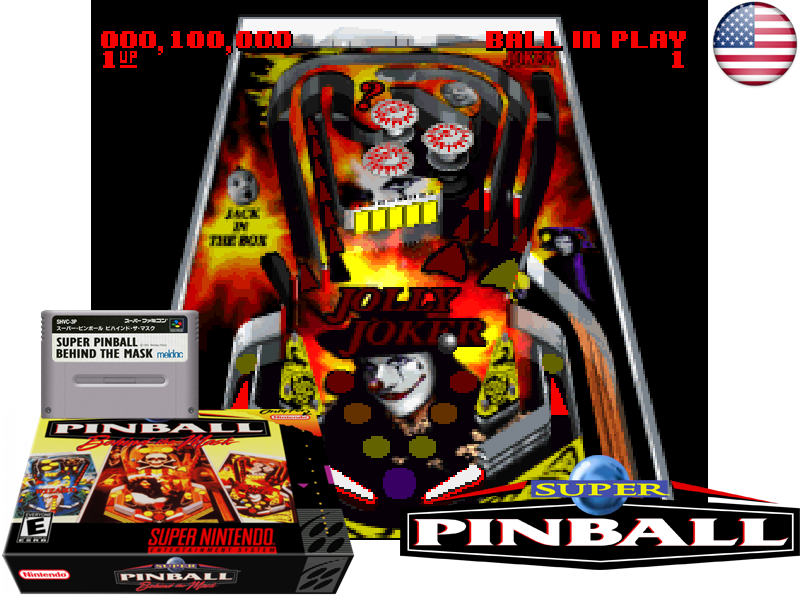 000,100,000
BALL IN PLAY
1UP
JOKER
1
JACK
IN
THE BOX
JOLLY
JOKER
SHVC-3P
スーパーファミコン
スーパー・ピンボール ビハインド・ザ・マスク
SUPER PINBALL
BEHIND THE MASK
meldac
Nintendo
PINBALL
Behind the Mask
EVERYONE
E
ESRB
SUPER NINTENDO
ENTERTAINMENT SYSTEM
Nintendo
SUPER
PINBALL
Behind the Mask
SUPER
PINBALL